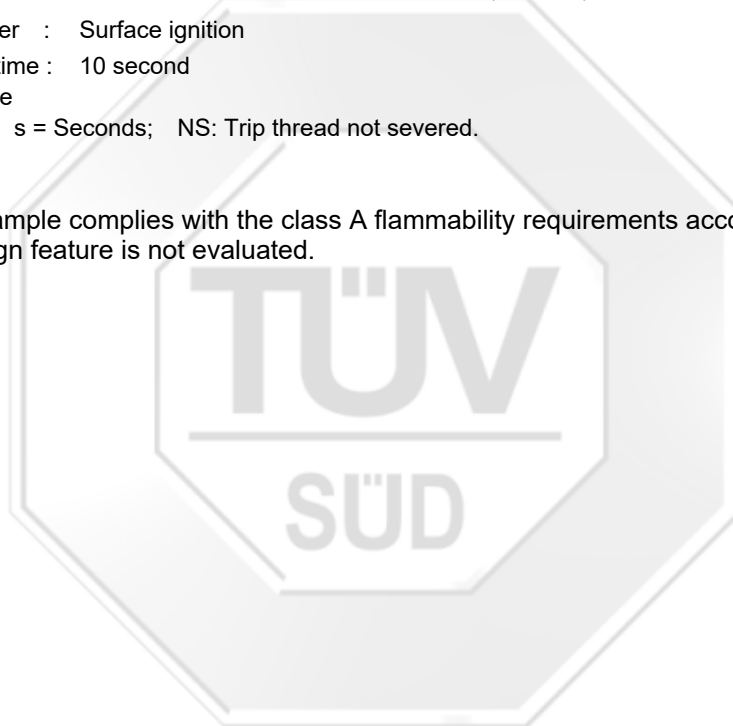 er : Surface ignition
time : 10 second
e
s = Seconds; NS: Trip thread not severed.
ample complies with the class A flammability requirements acco
gn feature is not evaluated.
TÜV
SÜD